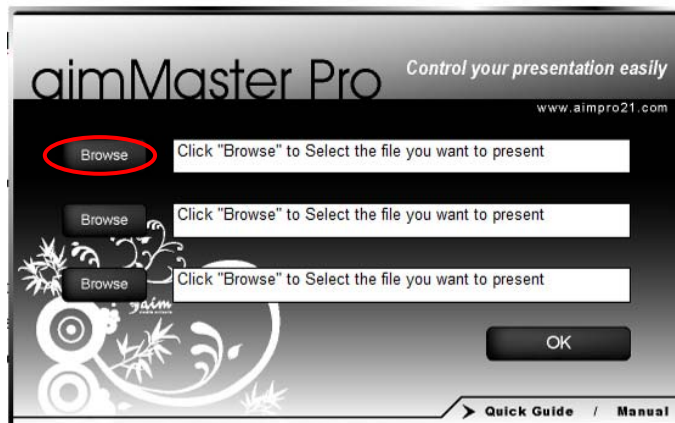 aimMaster Pro
Control your presentation easily
www.aimpro21.com
Browse
Click "Browse" to Select the file you want to present
Browse
Click "Browse" to Select the file you want to present
Browse
Click "Browse" to Select the file you want to present
aim
OK
Quick Guide / Manual